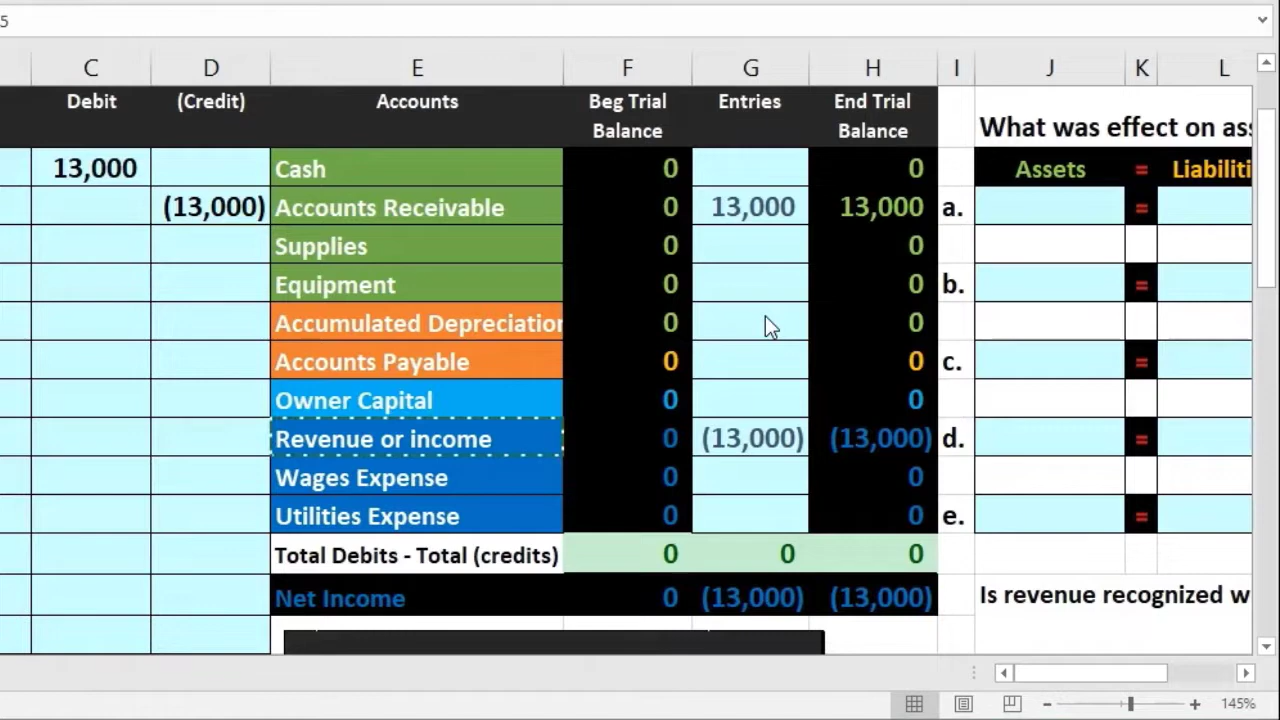 5
C D E F G H I J K L
Debit (Credit) Accounts Beg Trial Balance Entries End Trial Balance
What was effect on ass
13,000 Cash 0 0 Assets = Liabiliti
(13,000) Accounts Receivable 0 13,000 13,000 a. =
Supplies 0 0
Equipment 0 0 b. =
Accumulated Depreciation 0 0
Accounts Payable 0 0 c. =
Owner Capital 0 0
Revenue or income 0 (13,000) (13,000) d. =
Wages Expense 0 0
Utilities Expense 0 0 e. =
Total Debits - Total (credits) 0 0 0
Net Income 0 (13,000) (13,000) Is revenue recognized w
145%